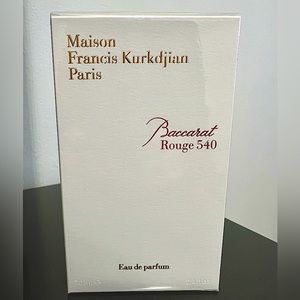 Maison
Francis Kurkdjian
Paris
Baccarat
Rouge 540
Eau de parfum